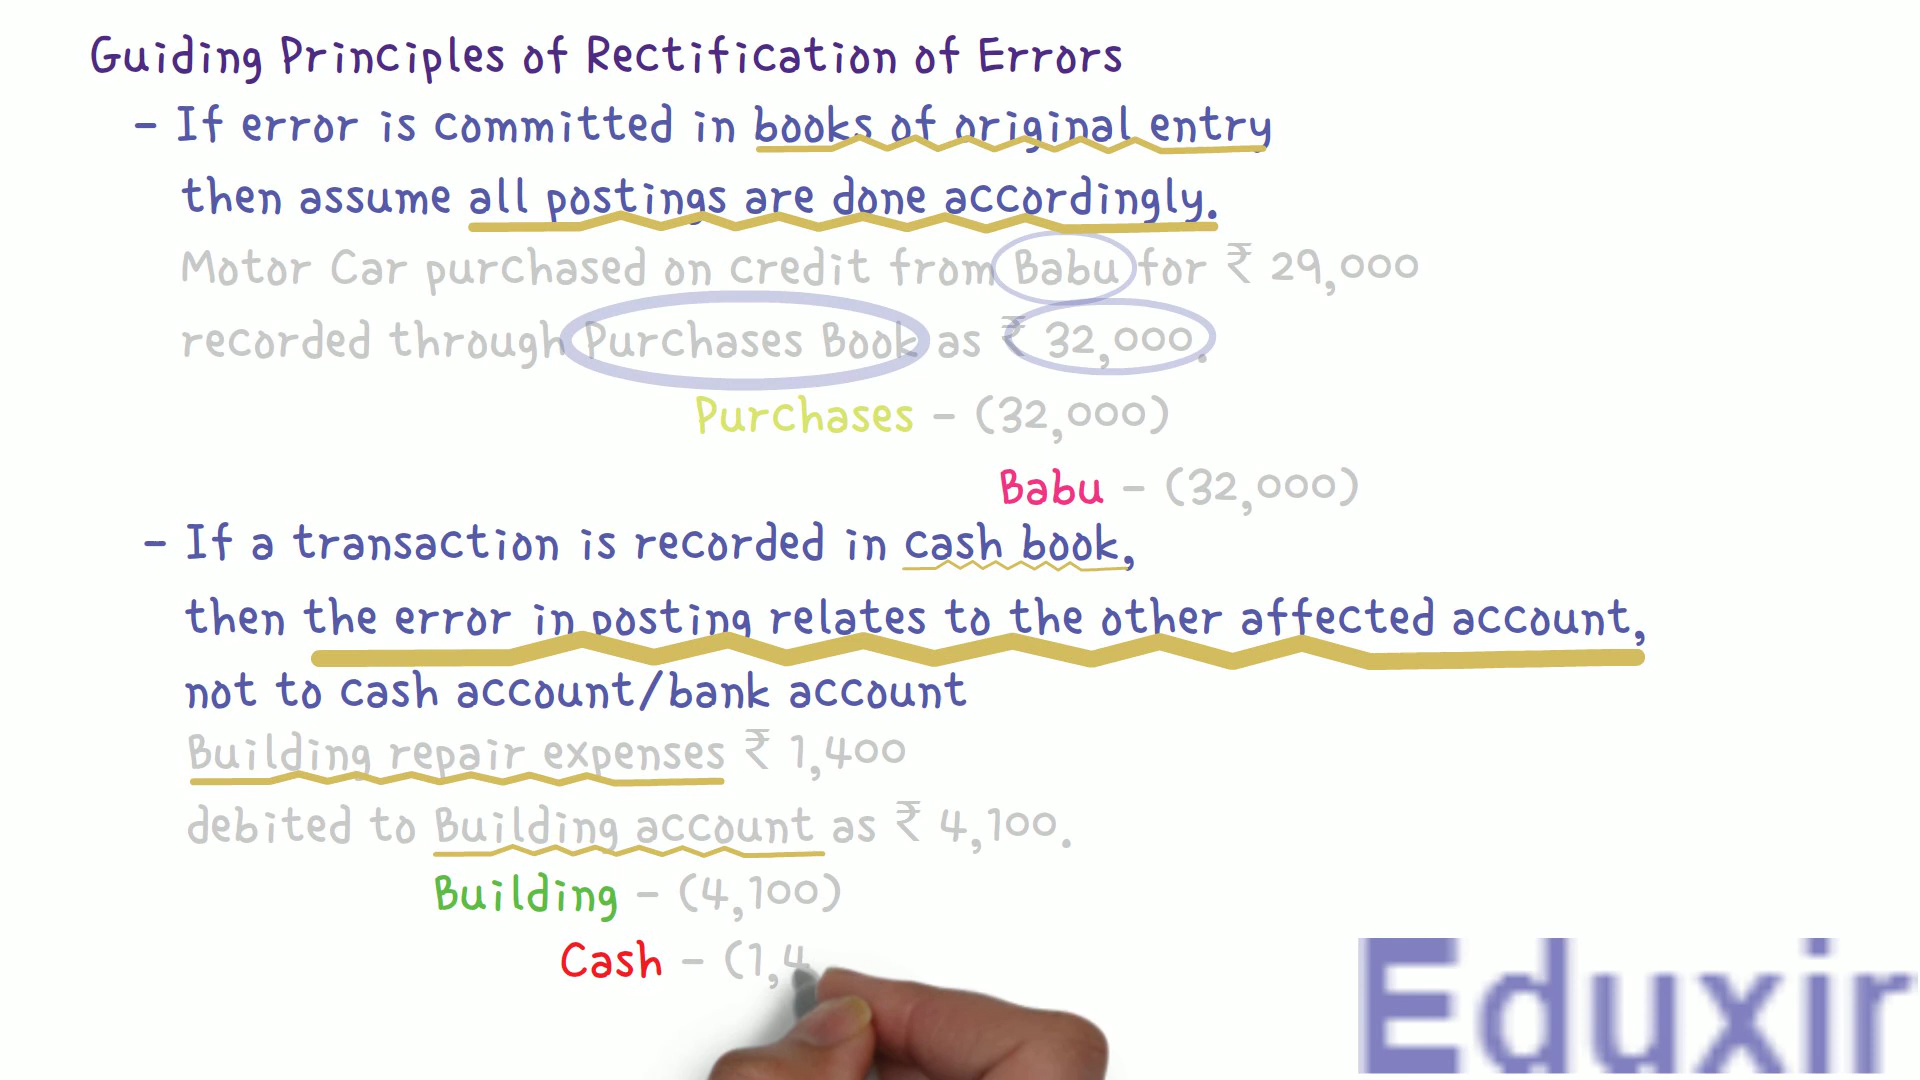 Guiding Principles of Rectification of Errors
- If error is committed in books of original entry
then assume all postings are done accordingly.
Motor Car purchased on credit from Babu for ₹ 29,000
recorded through Purchases Book as ₹ 32,000.
Purchases - (32,000)
Babu - (32,000)
- If a transaction is recorded in cash book,
then the error in posting relates to the other affected account,
not to cash account/bank account
Building repair expenses ₹ 1,400
debited to Building account as ₹ 4,100.
Building - (4,100)
Cash - (1,4
Eduxir